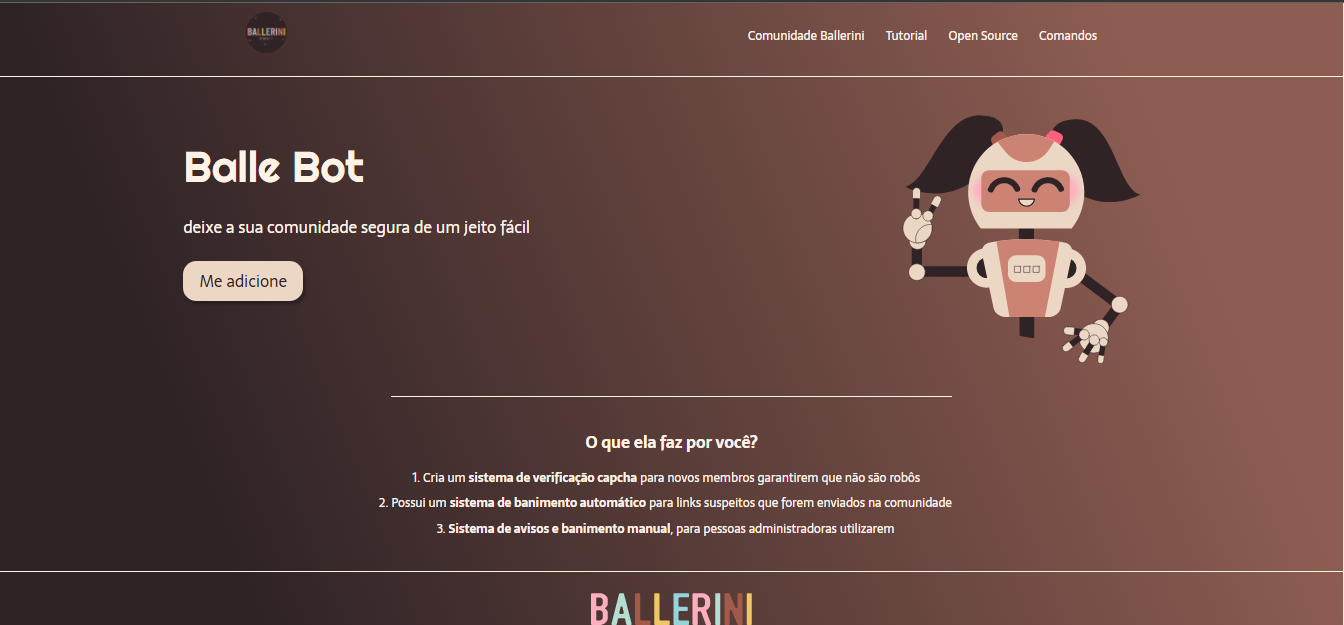 BALLERINI
Comunidade Ballerini Tutorial Open Source Comandos
Balle Bot
deixe a sua comunidade segura de um jeito fácil
Me adicione
O que ela faz por você?
1. Cria um sistema de verificação capcha para novos membros garantirem que não são robôs
2. Possui um sistema de banimento automático para links suspeitos que forem enviados na comunidade
3. Sistema de avisos e banimento manual, para pessoas administradoras utilizarem
BALLERINI